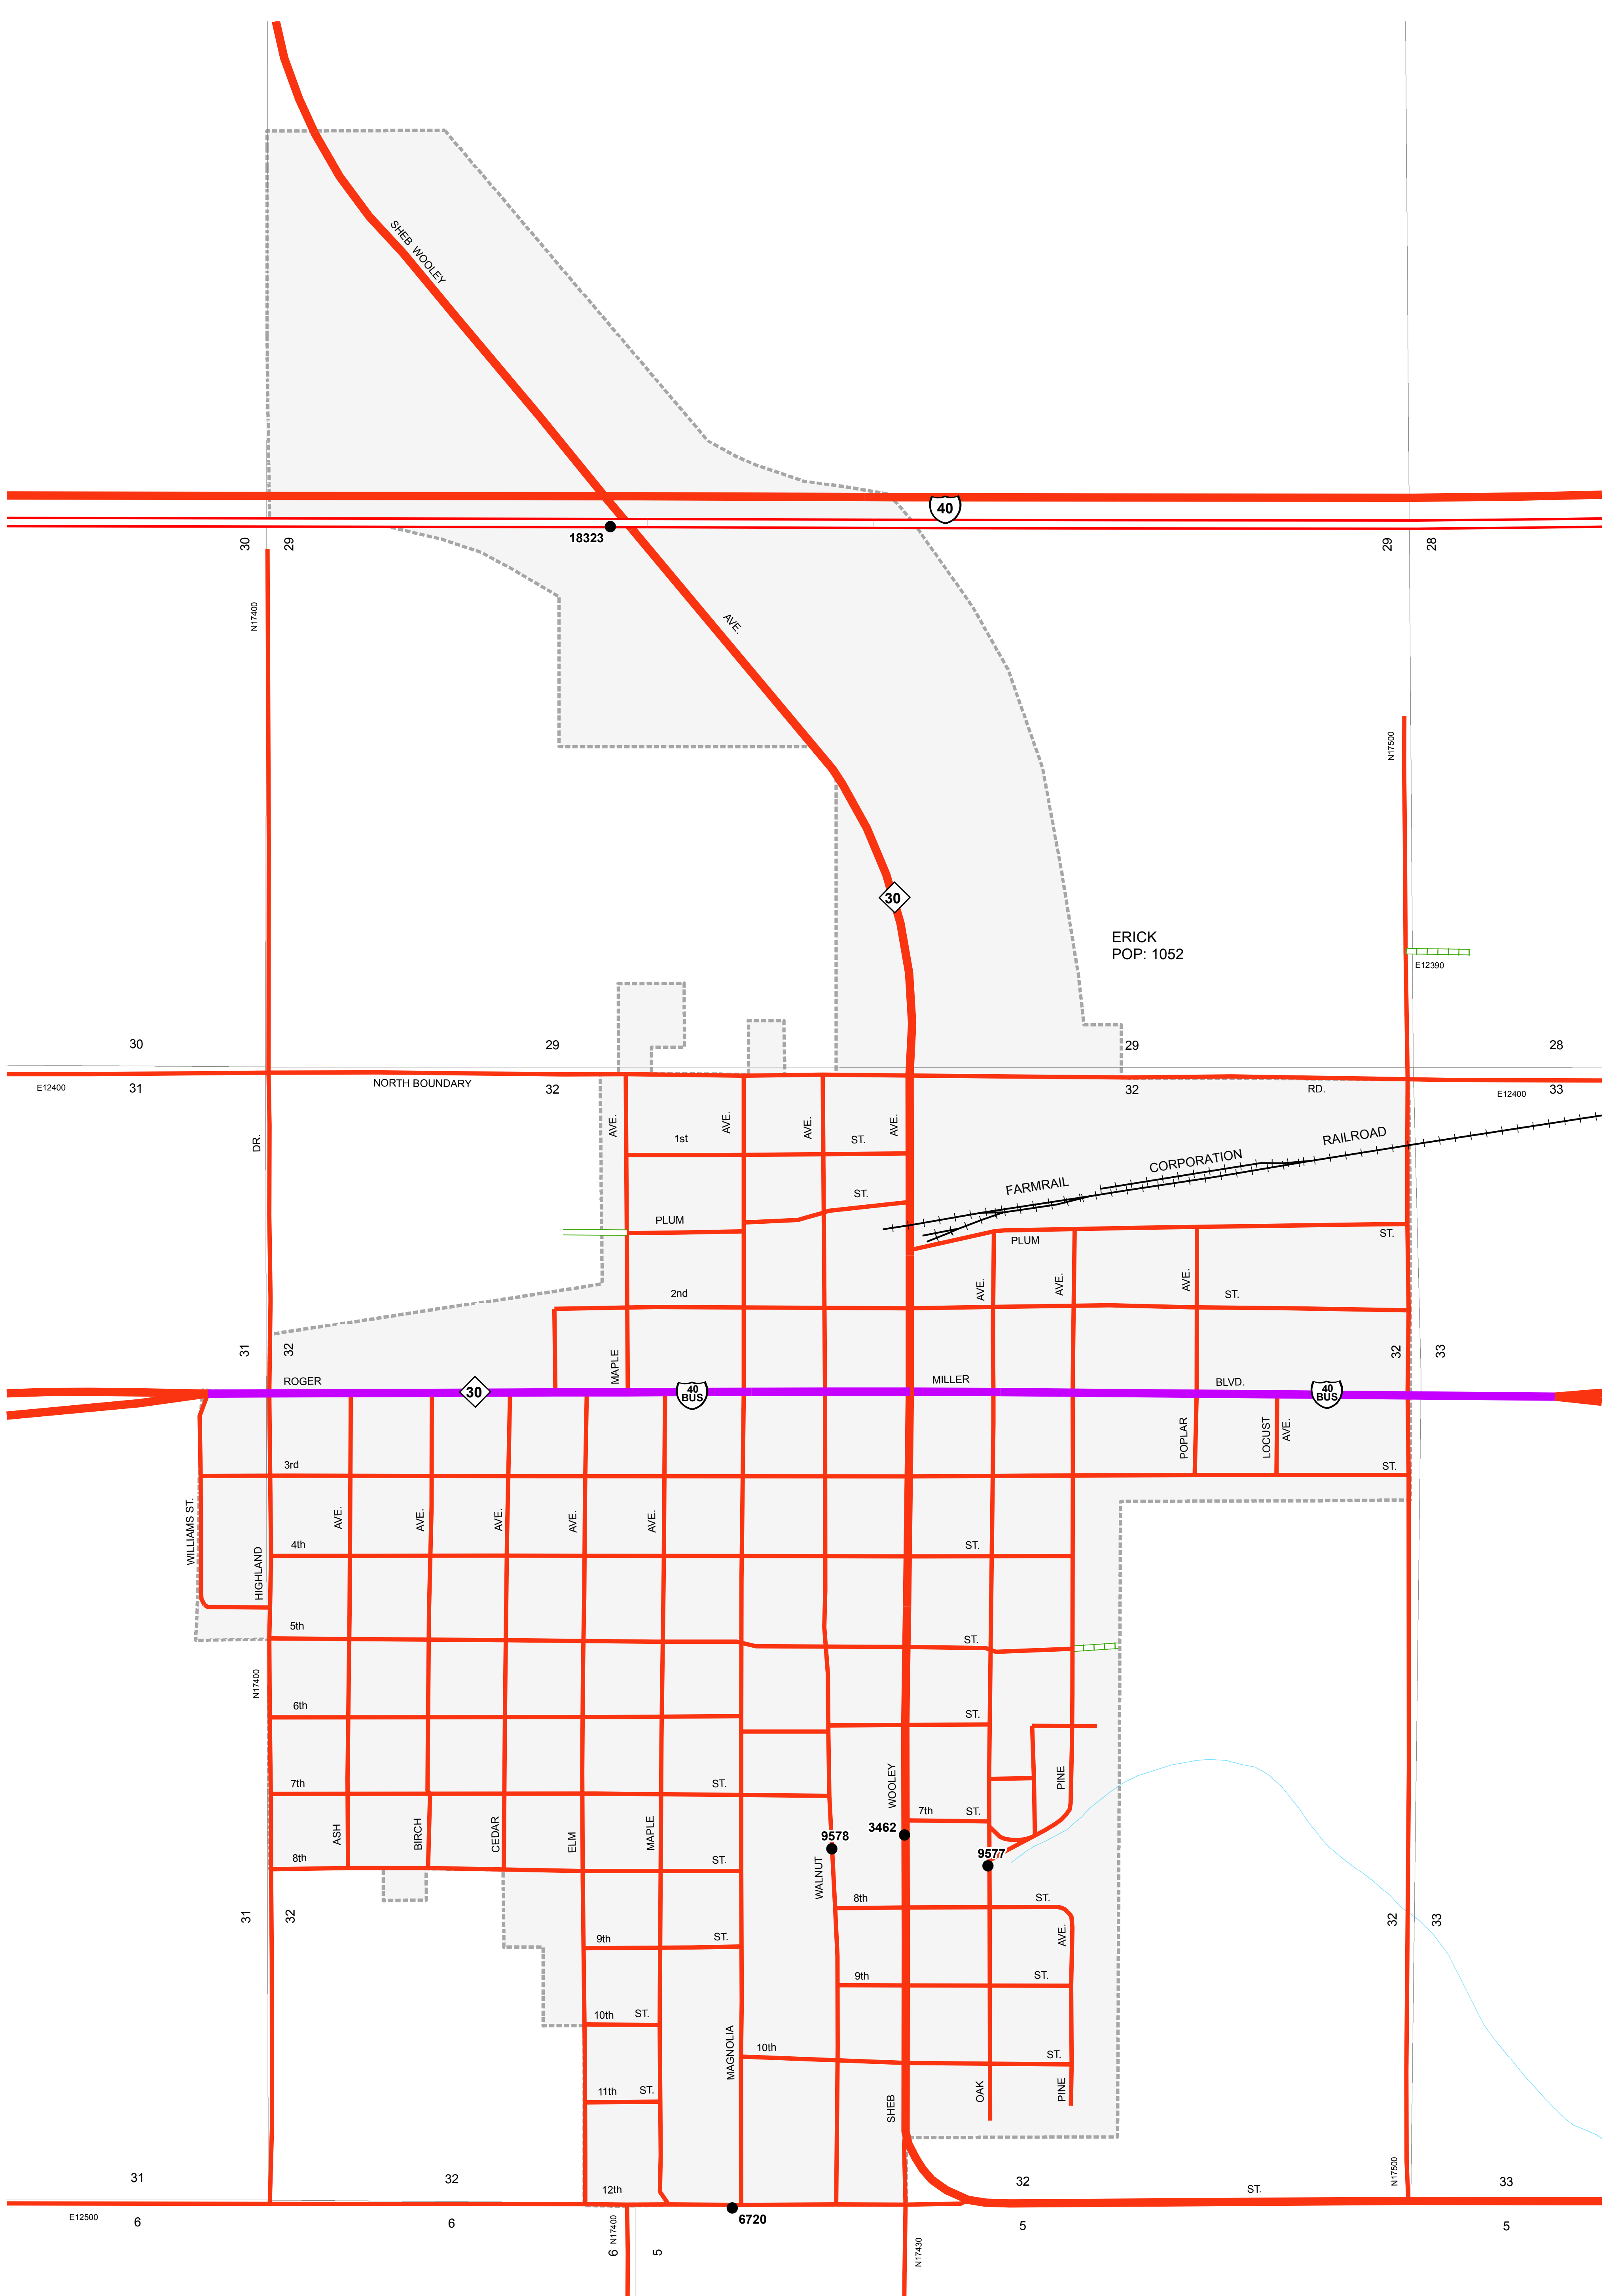 SHEB WOOLEY
40
18323
30
29
29
28
N17400
AVE.
N17500
30
ERICK
POP: 1052
E12390
30
29
29
28
E12400
31
NORTH BOUNDARY
32
32
RD.
E12400
33
DR.
AVE.
AVE.
AVE.
AVE.
1st
ST.
FARMRAIL
CORPORATION
RAILROAD
ST.
PLUM
PLUM
ST.
AVE.
AVE.
AVE.
2nd
ST.
31
32
MAPLE
32
33
ROGER
30
40
BUS
MILLER
BLVD.
40
BUS
POPLAR
LOCUST
AVE.
3rd
ST.
WILLIAMS ST.
AVE.
AVE.
AVE.
AVE.
AVE.
4th
ST.
HIGHLAND
5th
ST.
N17400
6th
ST.
7th
ST.
WOOLEY
PINE
7th
ST.
ASH
BIRCH
CEDAR
ELM
MAPLE
9578
3462
9577
8th
ST.
WALNUT
8th
ST.
31
32
AVE.
32
33
9th
ST.
9th
ST.
10th
ST.
MAGNOLIA
10th
ST.
11th
ST.
SHEB
OAK
PINE
31
32
32
N17500
33
12th
ST.
E12500
6
6
N17400
6
5
6720
N17430
5
5